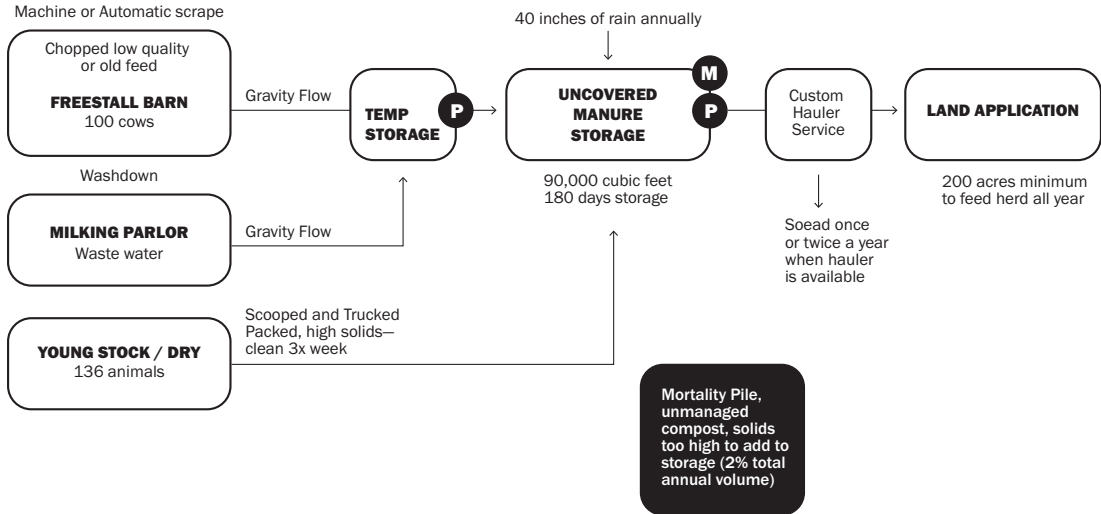 Machine or Automatic scrape
Chopped low quality
or old feed
FREESTALL BARN
100 cows
Gravity Flow
TEMP
STORAGE
P
40 inches of rain annually
UNCOVERED
MANURE
STORAGE
M
P
90,000 cubic feet
180 days storage
Custom
Hauler
Service
LAND APPLICATION
200 acres minimum
to feed herd all year
Soead once
or twice a year
when hauler
is available
Washdown
MILKING PARLOR
Waste water
Gravity Flow
Scooped and Trucked
Packed, high solids—
clean 3x week
YOUNG STOCK / DRY
136 animals
Mortality Pile,
unmanaged
compost, solids
too high to add to
storage (2% total
annual volume)